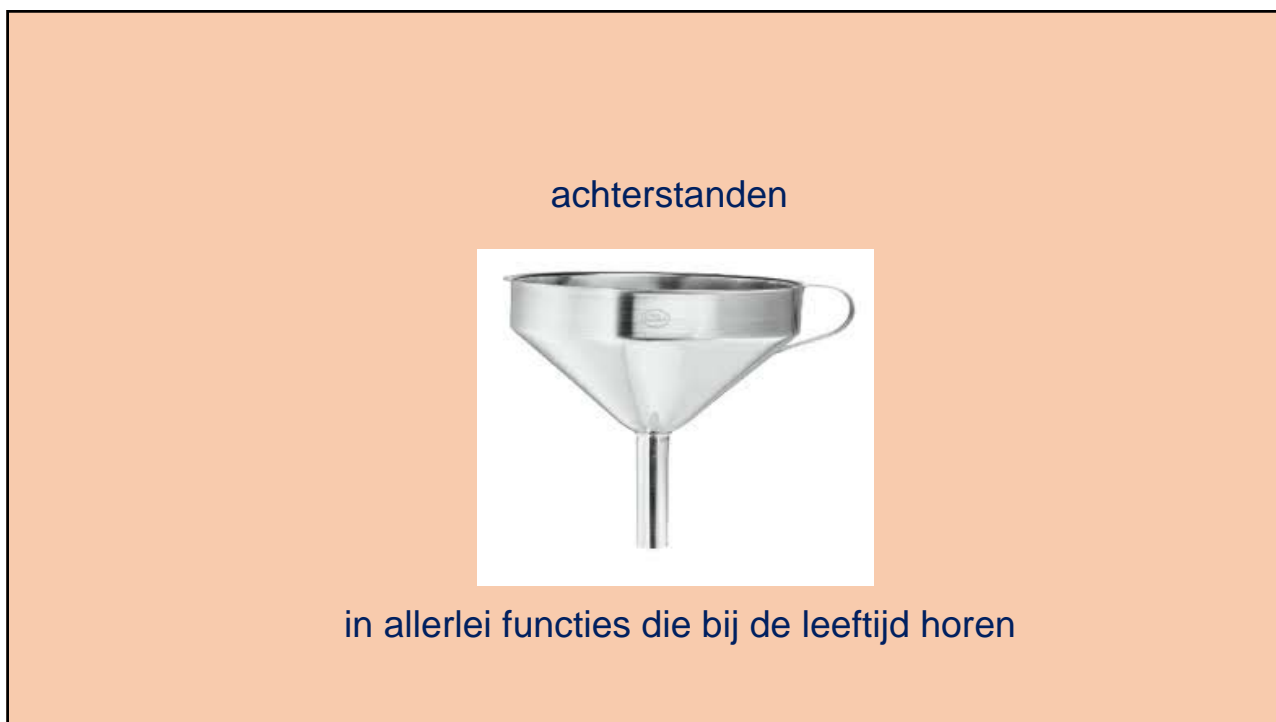 achterstanden
in allerlei functies die bij de leeftijd horen